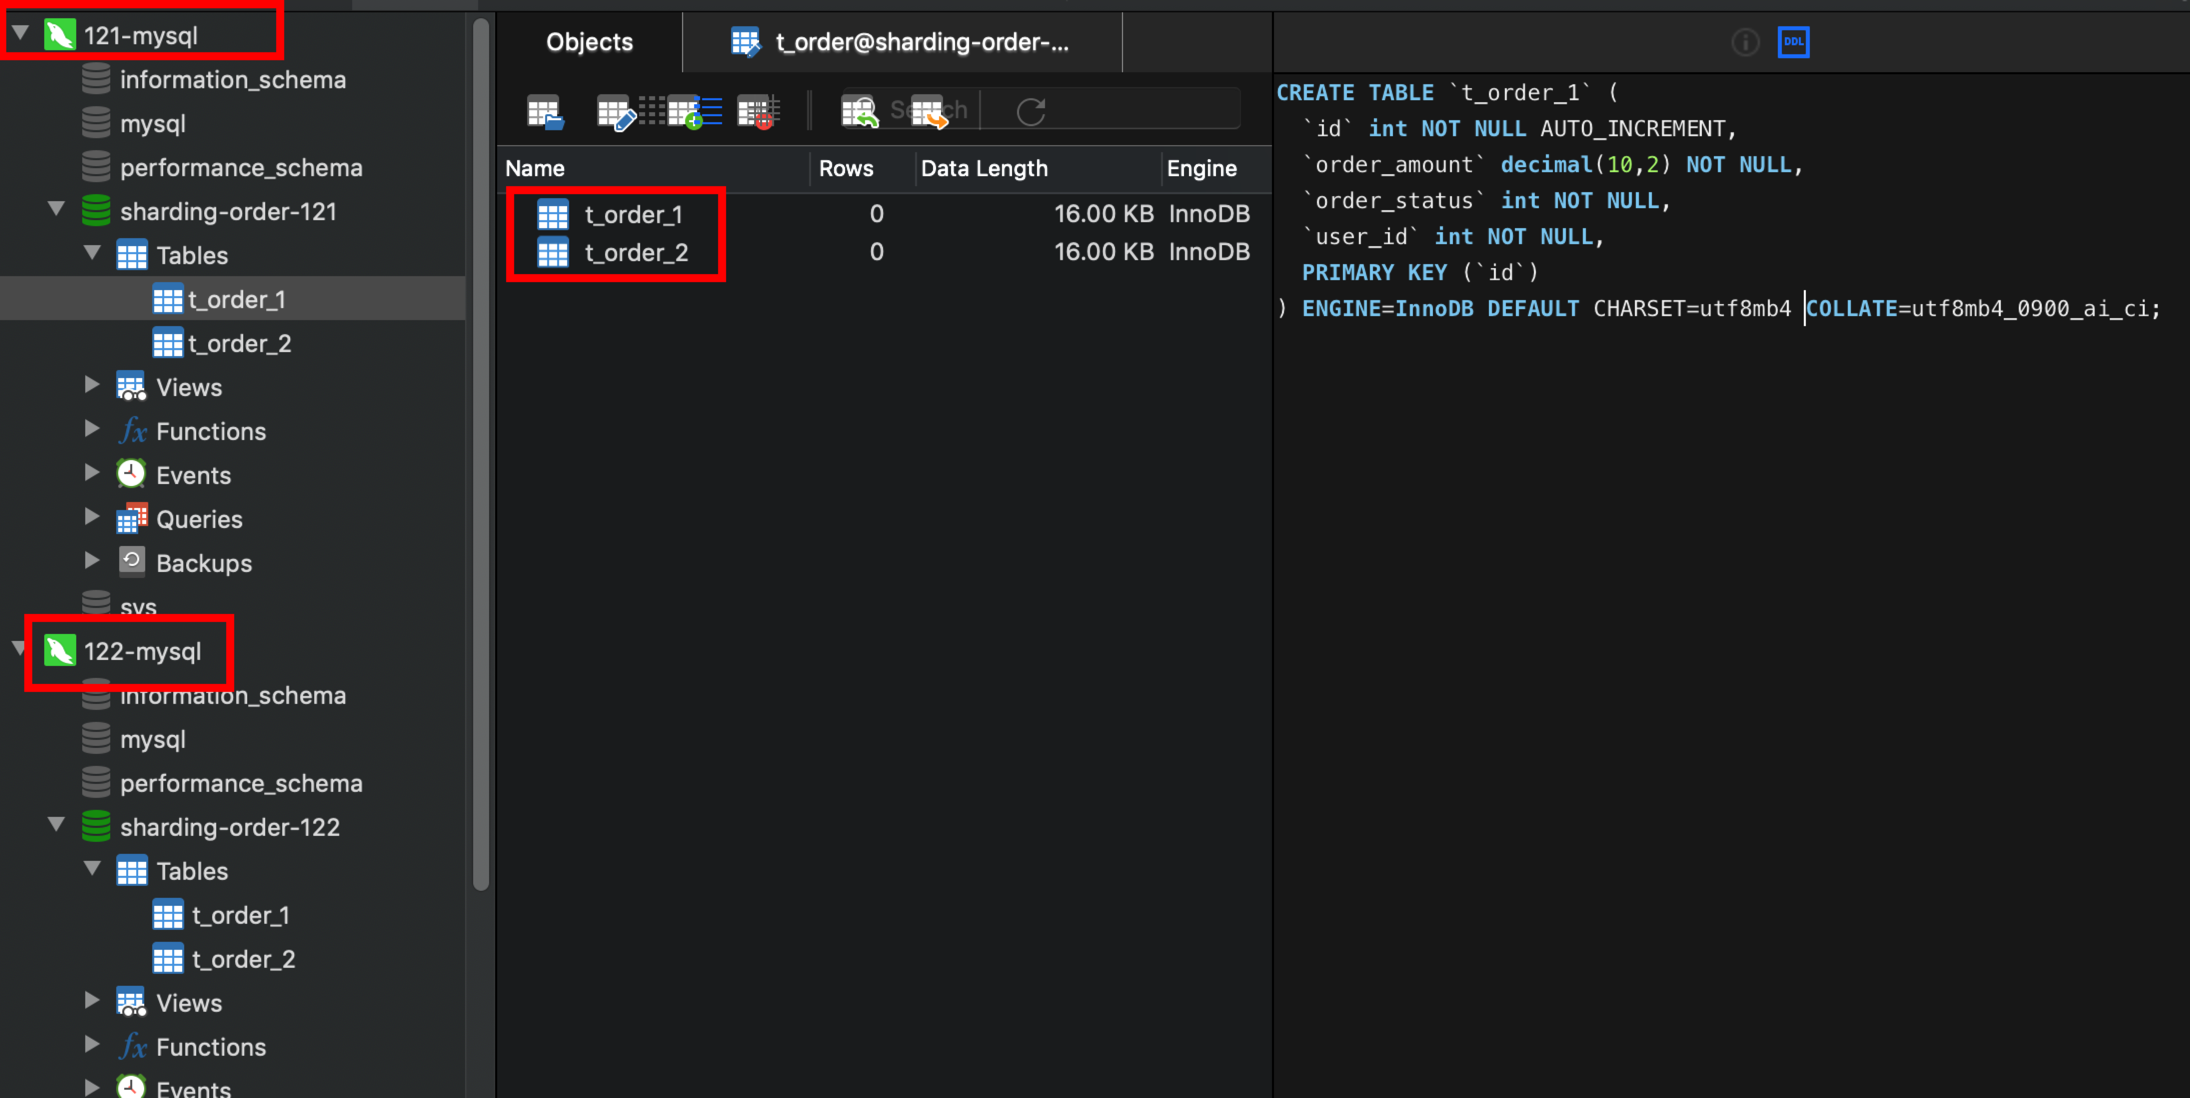 121-mysql
information_schema
mysql
performance_schema
sharding-order-121
Tables
t_order_1
t_order_2
Views
Functions
Events
Queries
Backups
sys
122-mysql
information_schema
mysql
performance_schema
sharding-order-122
Tables
t_order_1
t_order_2
Views
Functions
Events
Objects
t_order@sharding-order-...
Search
Name Rows Data Length Engine
t_order_1 0 16.00 KB InnoDB
t_order_2 0 16.00 KB InnoDB
DDL
CREATE TABLE `t_order_1` (
`id` int NOT NULL AUTO_INCREMENT,
`order_amount` decimal(10,2) NOT NULL,
`order_status` int NOT NULL,
`user_id` int NOT NULL,
PRIMARY KEY (`id`)
) ENGINE=InnoDB DEFAULT CHARSET=utf8mb4 COLLATE=utf8mb4_0900_ai_ci;